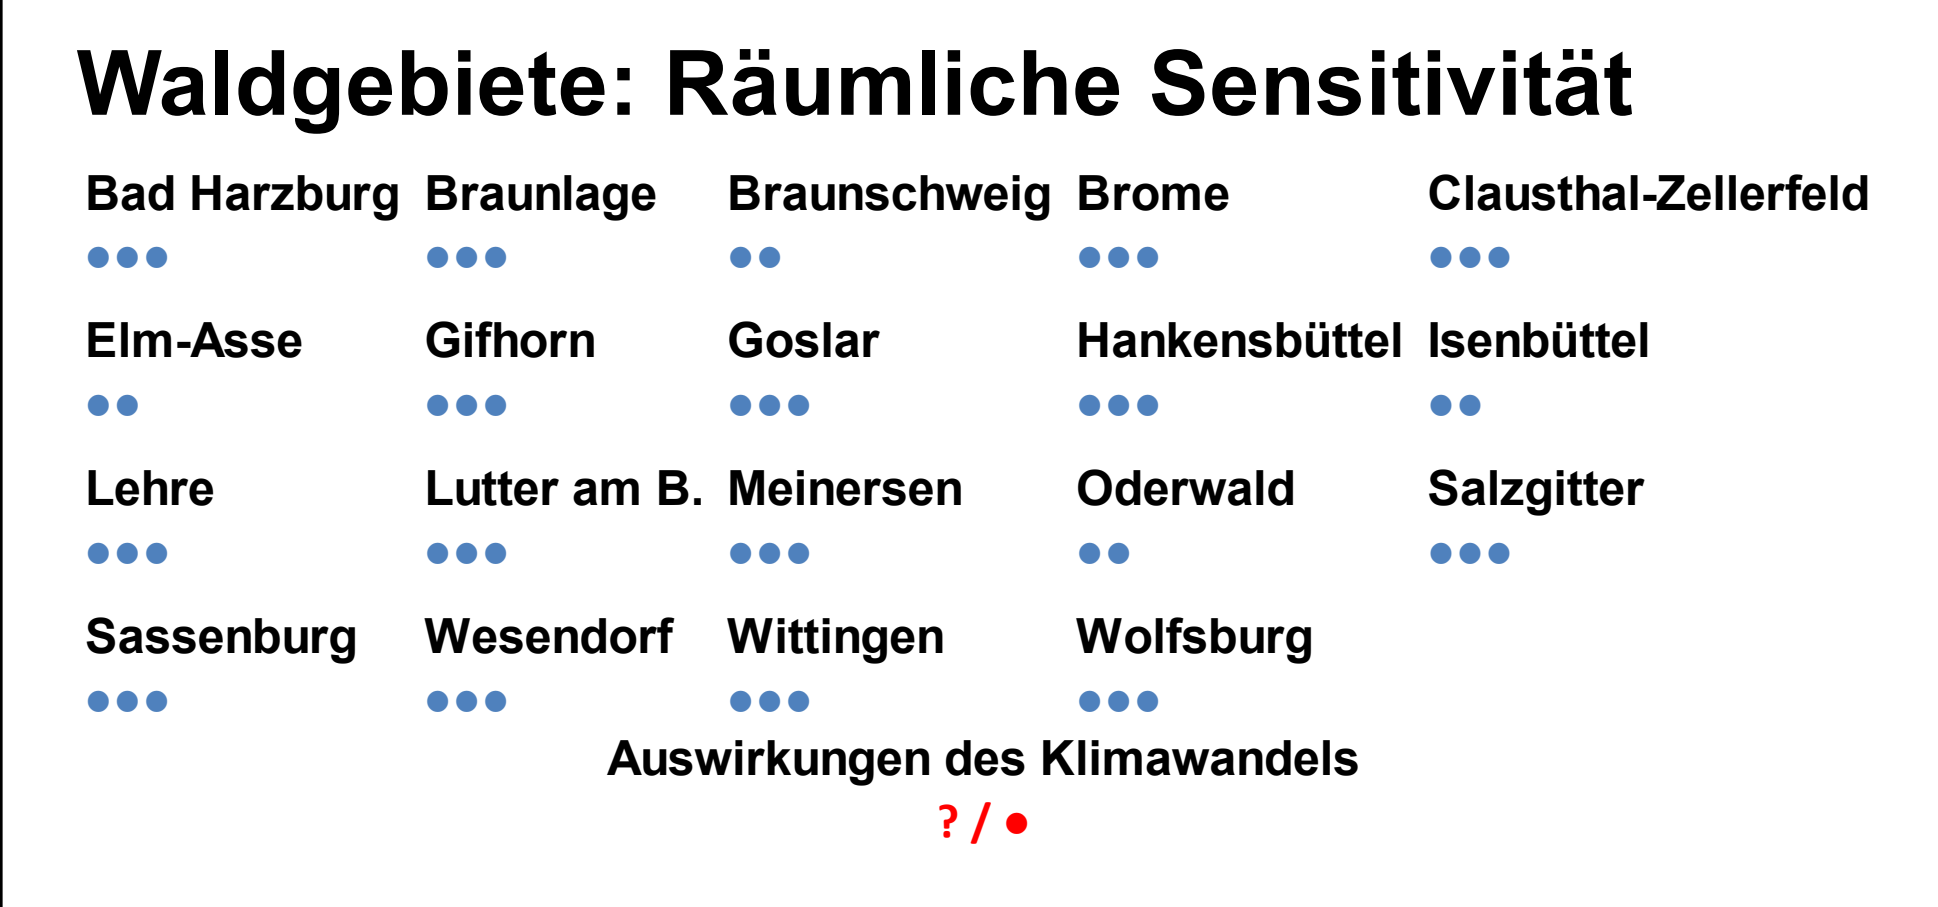 Waldgebiete: Räumliche Sensitivität
Bad Harzburg Braunlage Braunschweig Brome Clausthal-Zellerfeld
●●● ●●● ●● ●●● ●●●
Elm-Asse Gifhorn Goslar Hankensbüttel Isenbüttel
●● ●●● ●●● ●●● ●●
Lehre Lutter am B. Meinersen Oderwald Salzgitter
●●● ●●● ●●● ●● ●●●
Sassenburg Wesendorf Wittingen Wolfsburg
●●● ●●● ●●● ●●●
Auswirkungen des Klimawandels
? / ●